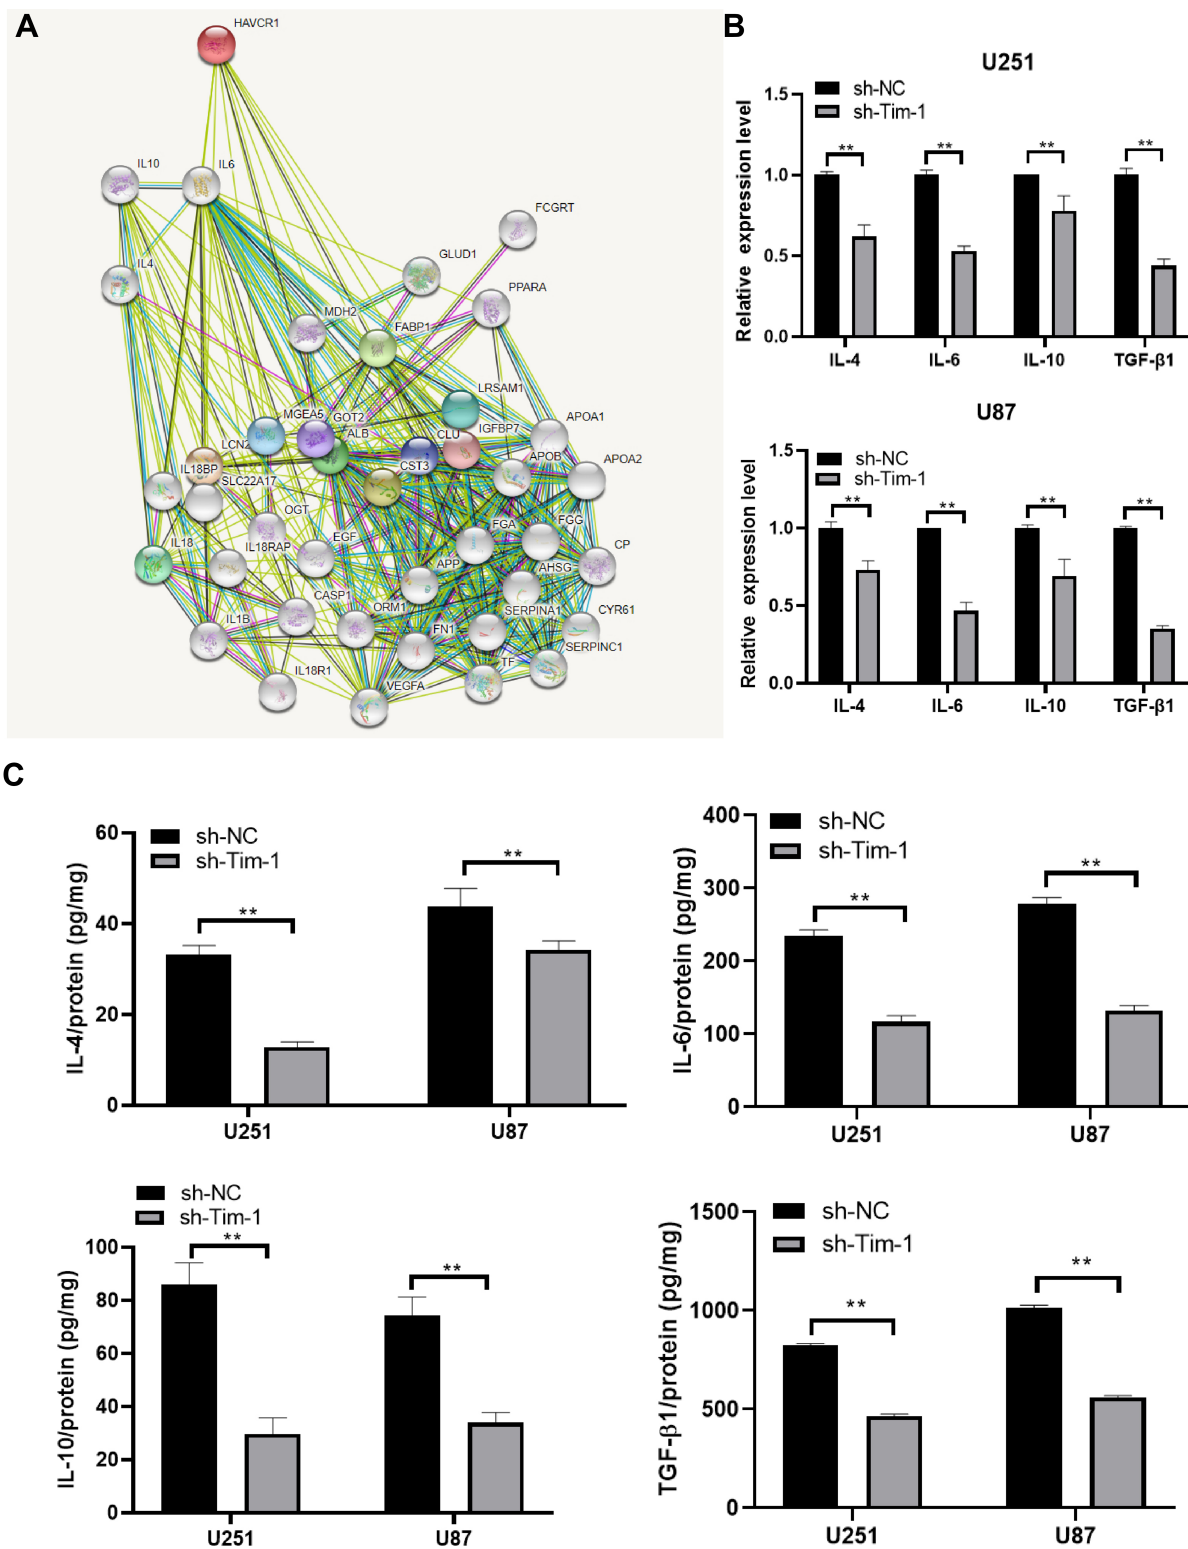 A
HAVCR1
IL10
IL6
FCGRT
IL4
GLUD1
PPARA
MDH2
FABP1
LRSAM1
MGEA5
GOT2
IGFBP7
APOA1
LCN2
ALB
CLU
IL18BP
CST3
APOB
APOA2
SLC22A17
OGT
FGA
FGG
IL18
IL18RAP
EGF
APP
CP
AHSG
CASP1
ORM1
SERPINA1
CYR61
IL1B
FN1
SERPINC1
IL18R1
TF
VEGFA
B
U251
sh-NC
sh-Tim-1
Relative expression level
1.5
1.0
0.5
0.0
** ** ** **
IL-4 IL-6 IL-10 TGF-β1
U87
sh-NC
sh-Tim-1
Relative expression level
1.5
1.0
0.5
0.0
** ** ** **
IL-4 IL-6 IL-10 TGF-β1
C
sh-NC
sh-Tim-1
IL-4/protein (pg/mg)
60
40
20
0
** **
U251 U87
sh-NC
sh-Tim-1
IL-6/protein (pg/mg)
400
300
200
100
0
** **
U251 U87
sh-NC
sh-Tim-1
IL-10/protein (pg/mg)
100
80
60
40
20
0
** **
U251 U87
sh-NC
sh-Tim-1
TGF-β1/protein (pg/mg)
1500
1000
500
0
** **
U251 U87